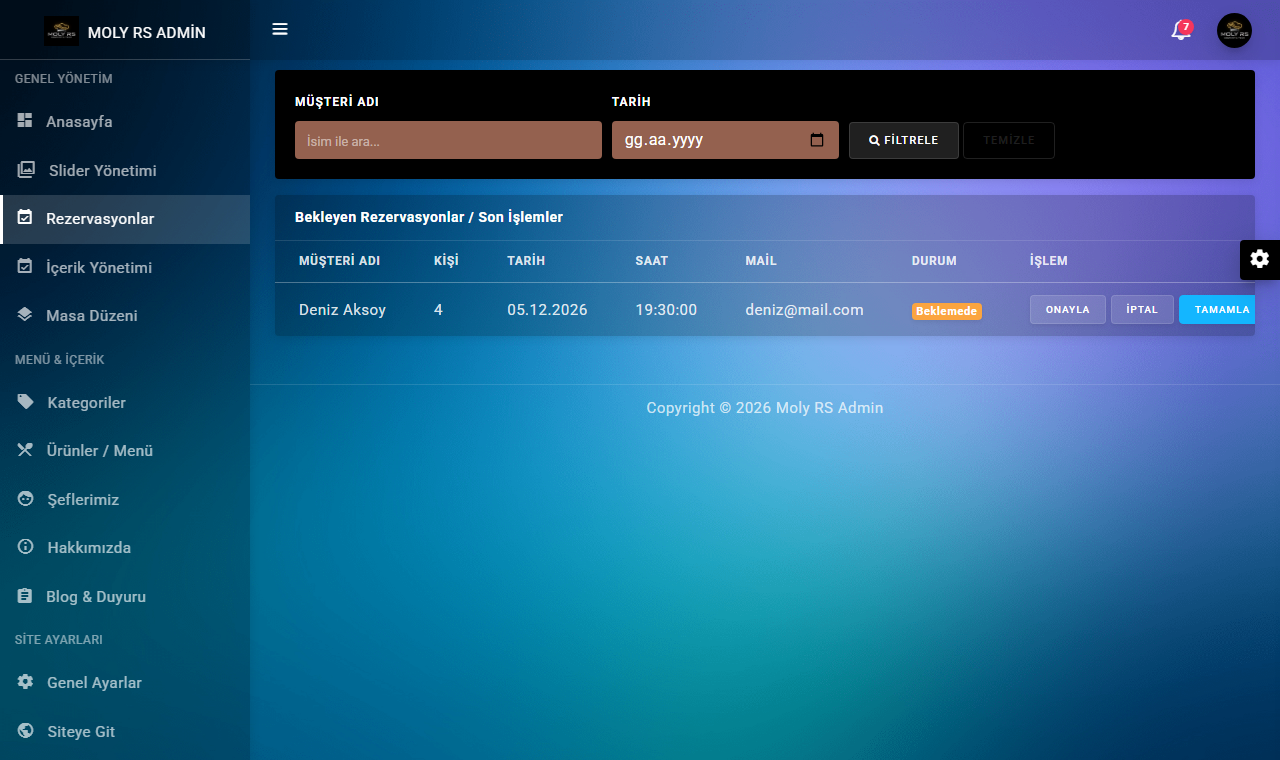 MOLY RS
MOLY RS ADMİN
7
MOLY RS
GENEL YÖNETİM
Anasayfa
Slider Yönetimi
Rezervasyonlar
İçerik Yönetimi
Masa Düzeni
MENÜ & İÇERİK
Kategoriler
Ürünler / Menü
Şeflerimiz
Hakkımızda
Blog & Duyuru
SİTE AYARLARI
Genel Ayarlar
Siteye Git
MÜŞTERİ ADI TARİH
İsim ile ara... gg.aa.yyyy FİLTRELE TEMİZLE
Bekleyen Rezervasyonlar / Son İşlemler
MÜŞTERİ ADI KİŞİ TARİH SAAT MAİL DURUM İŞLEM
Deniz Aksoy 4 05.12.2026 19:30:00 deniz@mail.com Beklemede ONAYLA İPTAL TAMAMLA
Copyright © 2026 Moly RS Admin